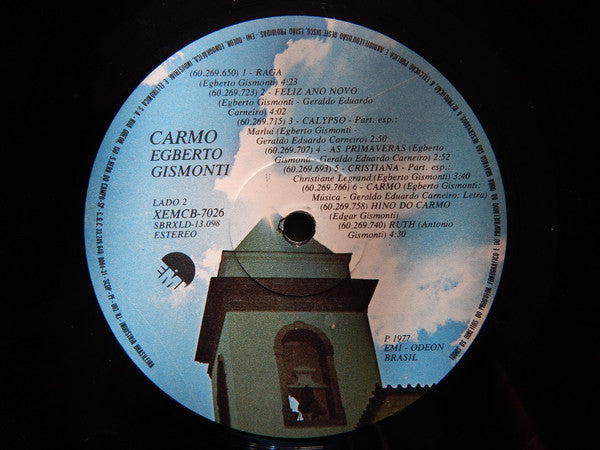 (60.269.650) 1 - RAGA
(Egberto Gismonti) 4:23
(60.269.723) 2 - FELIZ ANO NOVO
(Egberto Gismonti - Geraldo Eduardo
Carneiro) 4:02
(60.269.715) 3 - CALYPSO - Part. esp.:
Marluí (Egberto Gismonti -
Geraldo Eduardo Carneiro) 2:50
(60.269.707) 4 - AS PRIMAVERAS (Egberto
Gismonti - Geraldo Eduardo Carneiro) 2:52
(60.269.693) 5 - CRISTIANA - Part. esp.:
Christiane Legrand (Egberto Gismonti) 3:40
(60.269.766) 6 - CARMO (Egberto Gismonti:
Música - Geraldo Eduardo Carneiro: Letra)
(60.269.758) HINO DO CARMO
(Edgar Gismonti)
(60.269.740) RUTH (Antonio
Gismonti) 4:30
CARMO
EGBERTO
GISMONTI
LADO 2
XEMCB-7026
SBRXLD-13.098
ESTEREO
P 1977
EMI - ODEON
BRASIL